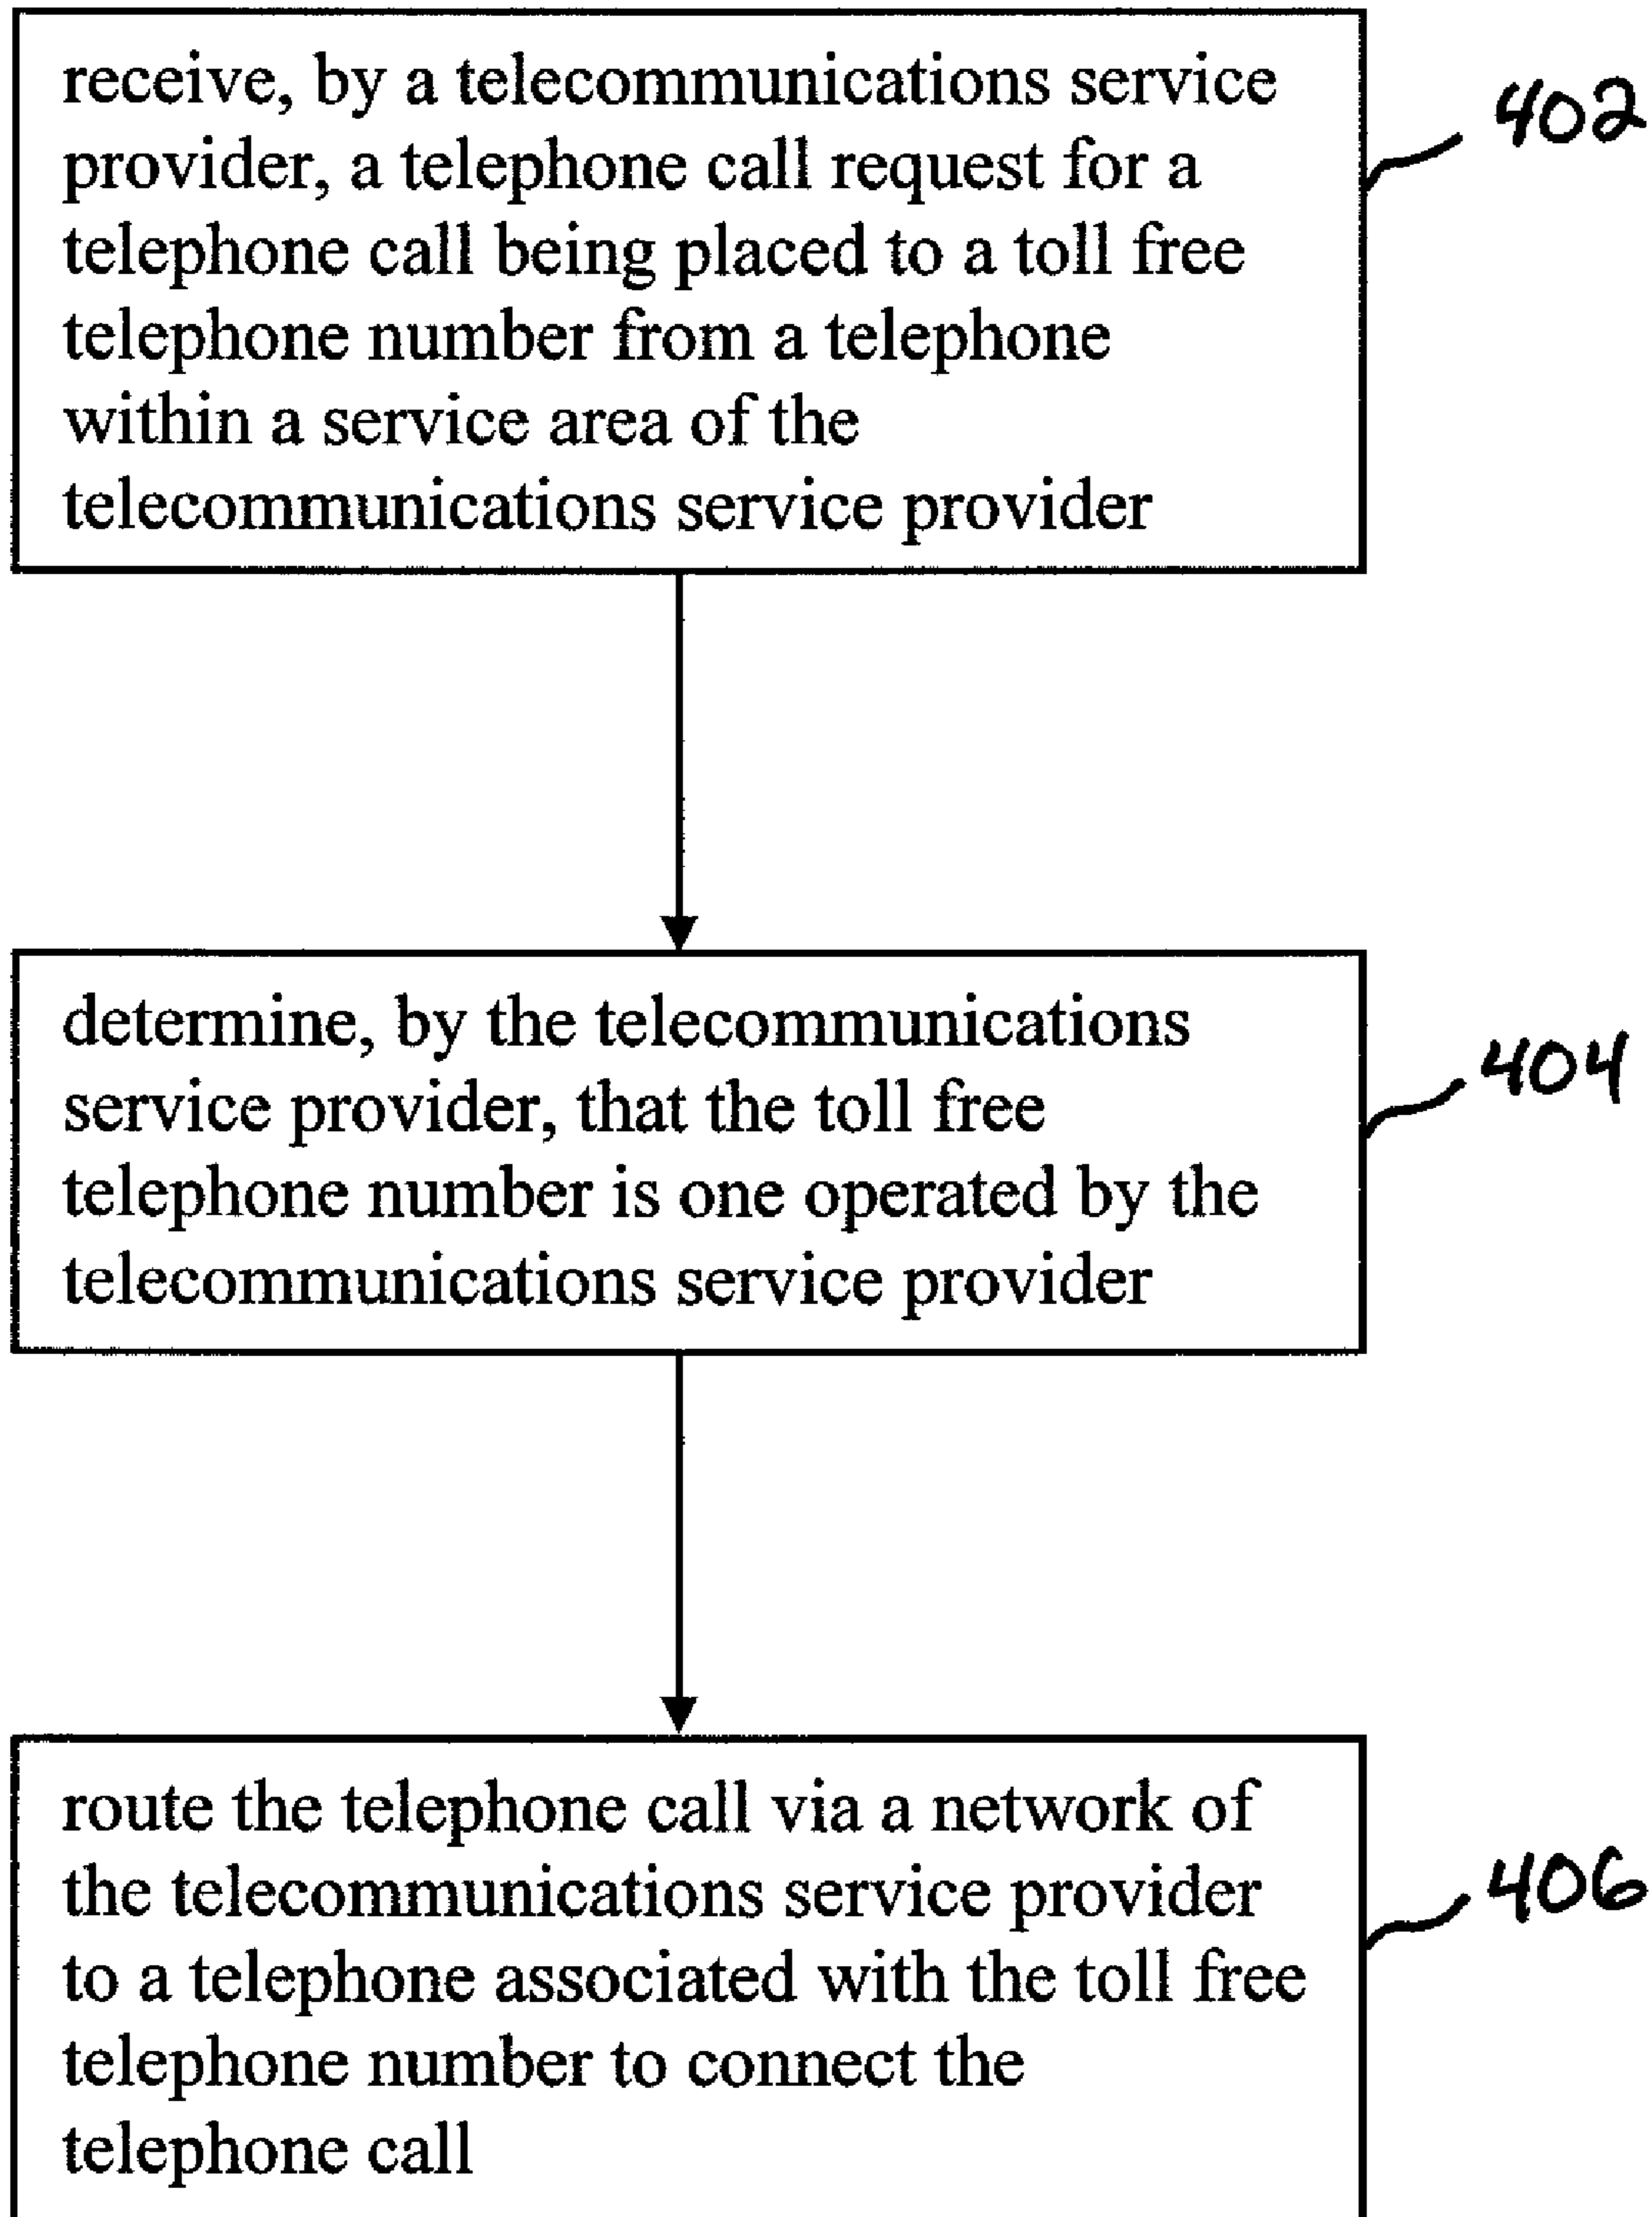 receive, by a telecommunications service
provider, a telephone call request for a
telephone call being placed to a toll free
telephone number from a telephone
within a service area of the
telecommunications service provider
402
determine, by the telecommunications
service provider, that the toll free
telephone number is one operated by the
telecommunications service provider
404
route the telephone call via a network of
the telecommunications service provider
to a telephone associated with the toll free
telephone number to connect the
telephone call
406